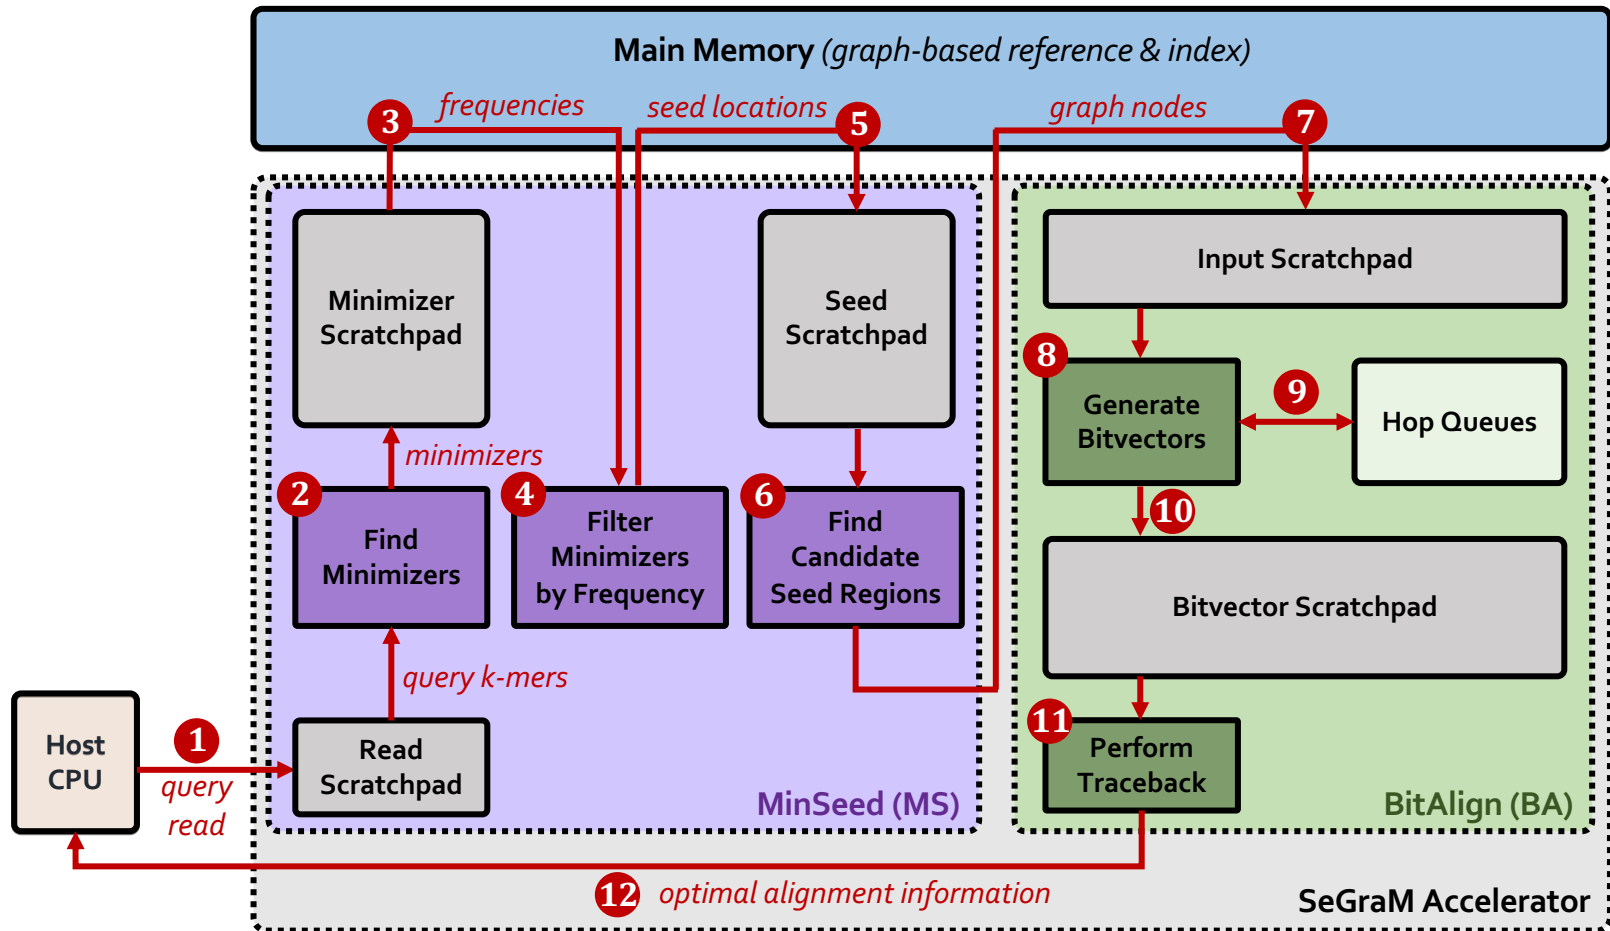 Main Memory (graph-based reference & index)
3
frequencies
seed locations
5
graph nodes
7
Minimizer
Scratchpad
Seed
Scratchpad
Input Scratchpad
8
Generate
Bitvectors
9
Hop Queues
minimizers
2
Find
Minimizers
4
Filter
Minimizers
by Frequency
6
Find
Candidate
Seed Regions
10
Bitvector Scratchpad
query k-mers
Host
CPU
1
query
read
Read
Scratchpad
MinSeed (MS)
11
Perform
Traceback
BitAlign (BA)
12
optimal alignment information
SeGraM Accelerator